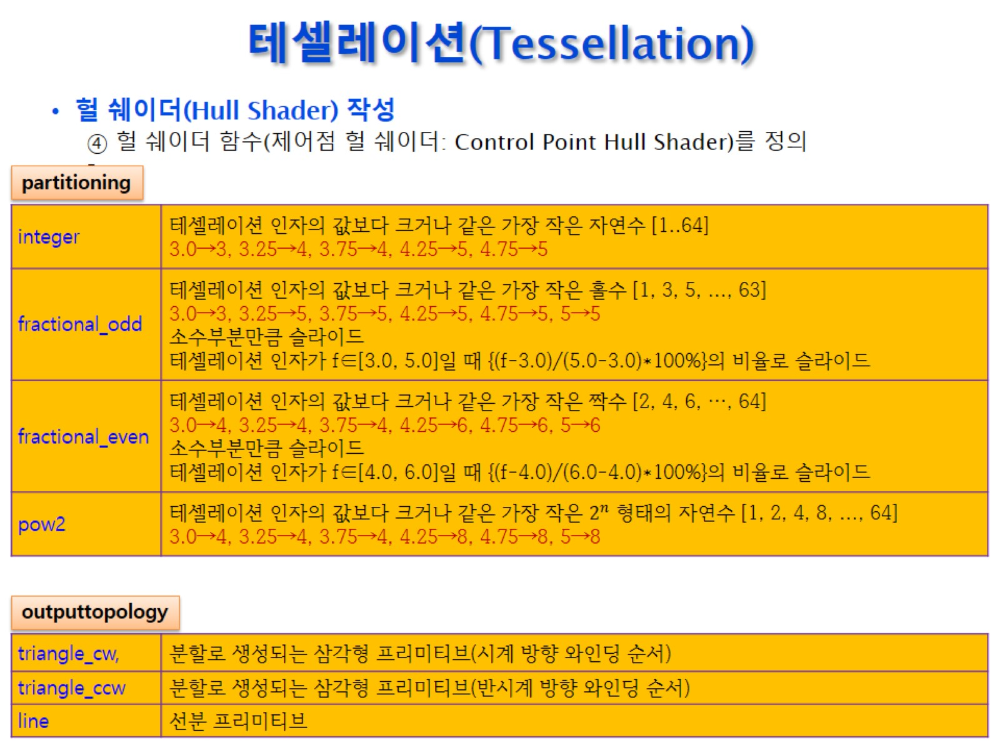 테셀레이션(Tessellation)
• 헐 쉐이더(Hull Shader) 작성
④ 헐 쉐이더 함수(제어점 헐 쉐이더: Control Point Hull Shader)를 정의
partitioning
integer
테셀레이션 인자의 값보다 크거나 같은 가장 작은 자연수 [1..64]
3.0→3, 3.25→4, 3.75→4, 4.25→5, 4.75→5
fractional_odd
테셀레이션 인자의 값보다 크거나 같은 가장 작은 홀수 [1, 3, 5, ..., 63]
3.0→3, 3.25→5, 3.75→5, 4.25→5, 4.75→5, 5→5
소수부분만큼 슬라이드
테셀레이션 인자가 f∈[3.0, 5.0]일 때 {(f-3.0)/(5.0-3.0)*100%}의 비율로 슬라이드
fractional_even
테셀레이션 인자의 값보다 크거나 같은 가장 작은 짝수 [2, 4, 6, ⋯, 64]
3.0→4, 3.25→4, 3.75→4, 4.25→6, 4.75→6, 5→6
소수부분만큼 슬라이드
테셀레이션 인자가 f∈[4.0, 6.0]일 때 {(f-4.0)/(6.0-4.0)*100%}의 비율로 슬라이드
pow2
테셀레이션 인자의 값보다 크거나 같은 가장 작은 2ⁿ 형태의 자연수 [1, 2, 4, 8, ..., 64]
3.0→4, 3.25→4, 3.75→4, 4.25→8, 4.75→8, 5→8
outputtopology
triangle_cw,
분할로 생성되는 삼각형 프리미티브(시계 방향 와인딩 순서)
triangle_ccw
분할로 생성되는 삼각형 프리미티브(반시계 방향 와인딩 순서)
line
선분 프리미티브